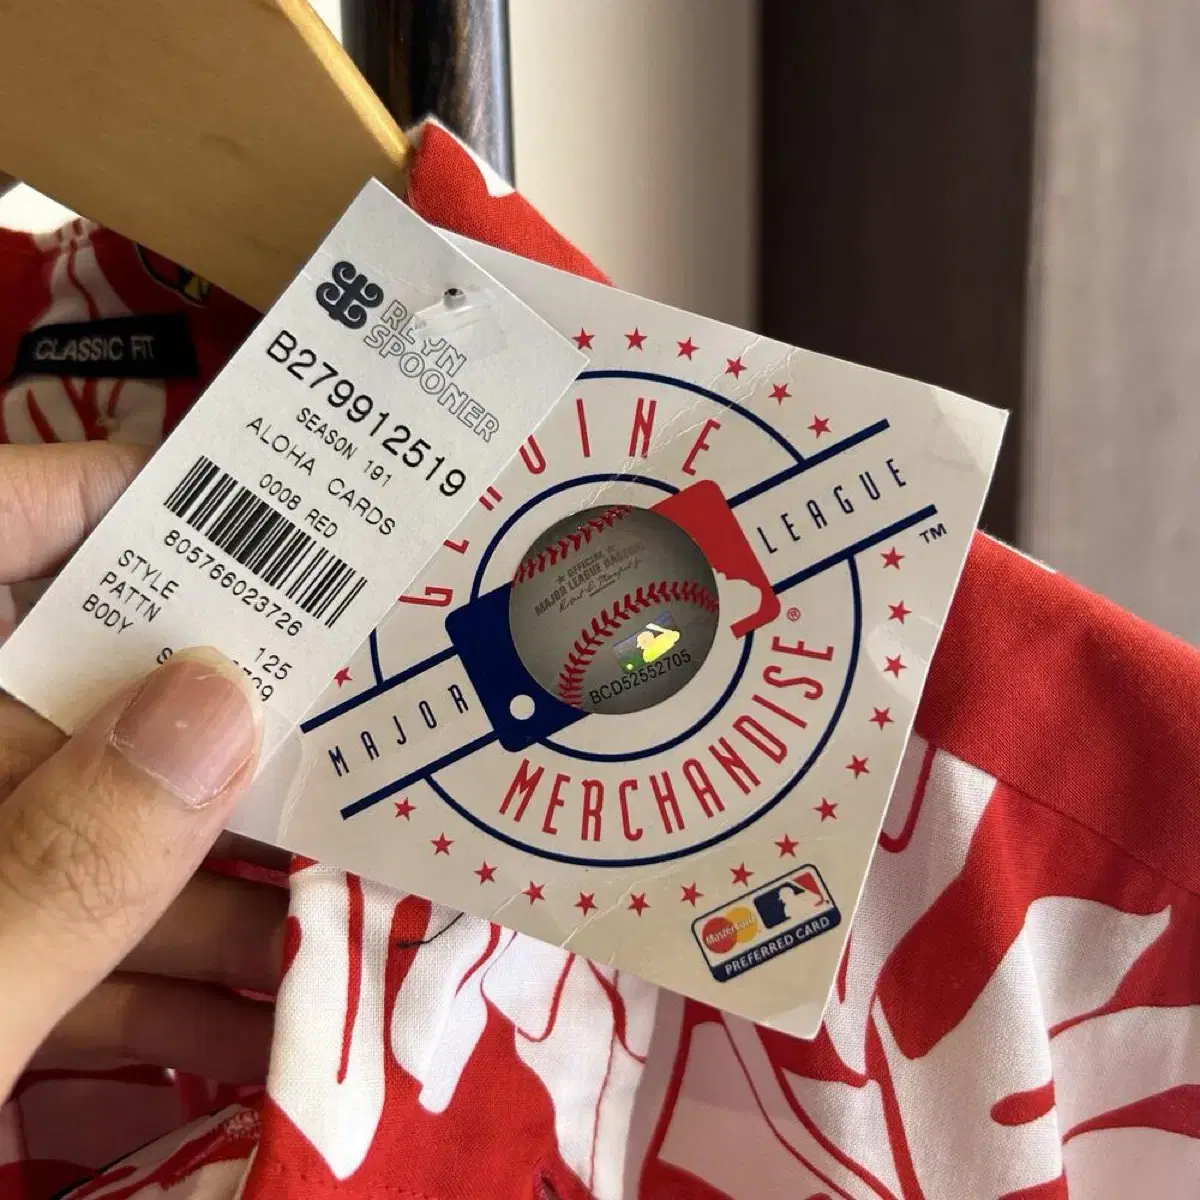 CLASSIC FIT
REYN
SPOONER
B279912519
SEASON 191
ALOHA CARDS
0008 RED
805766023726
STYLE 125
PATTN
BODY
GENUINE
MAJOR LEAGUE ™
MERCHANDISE ®
OFFICIAL
MAJOR LEAGUE BASEBALL
BCD52552705
MasterCard
PREFERRED CARD